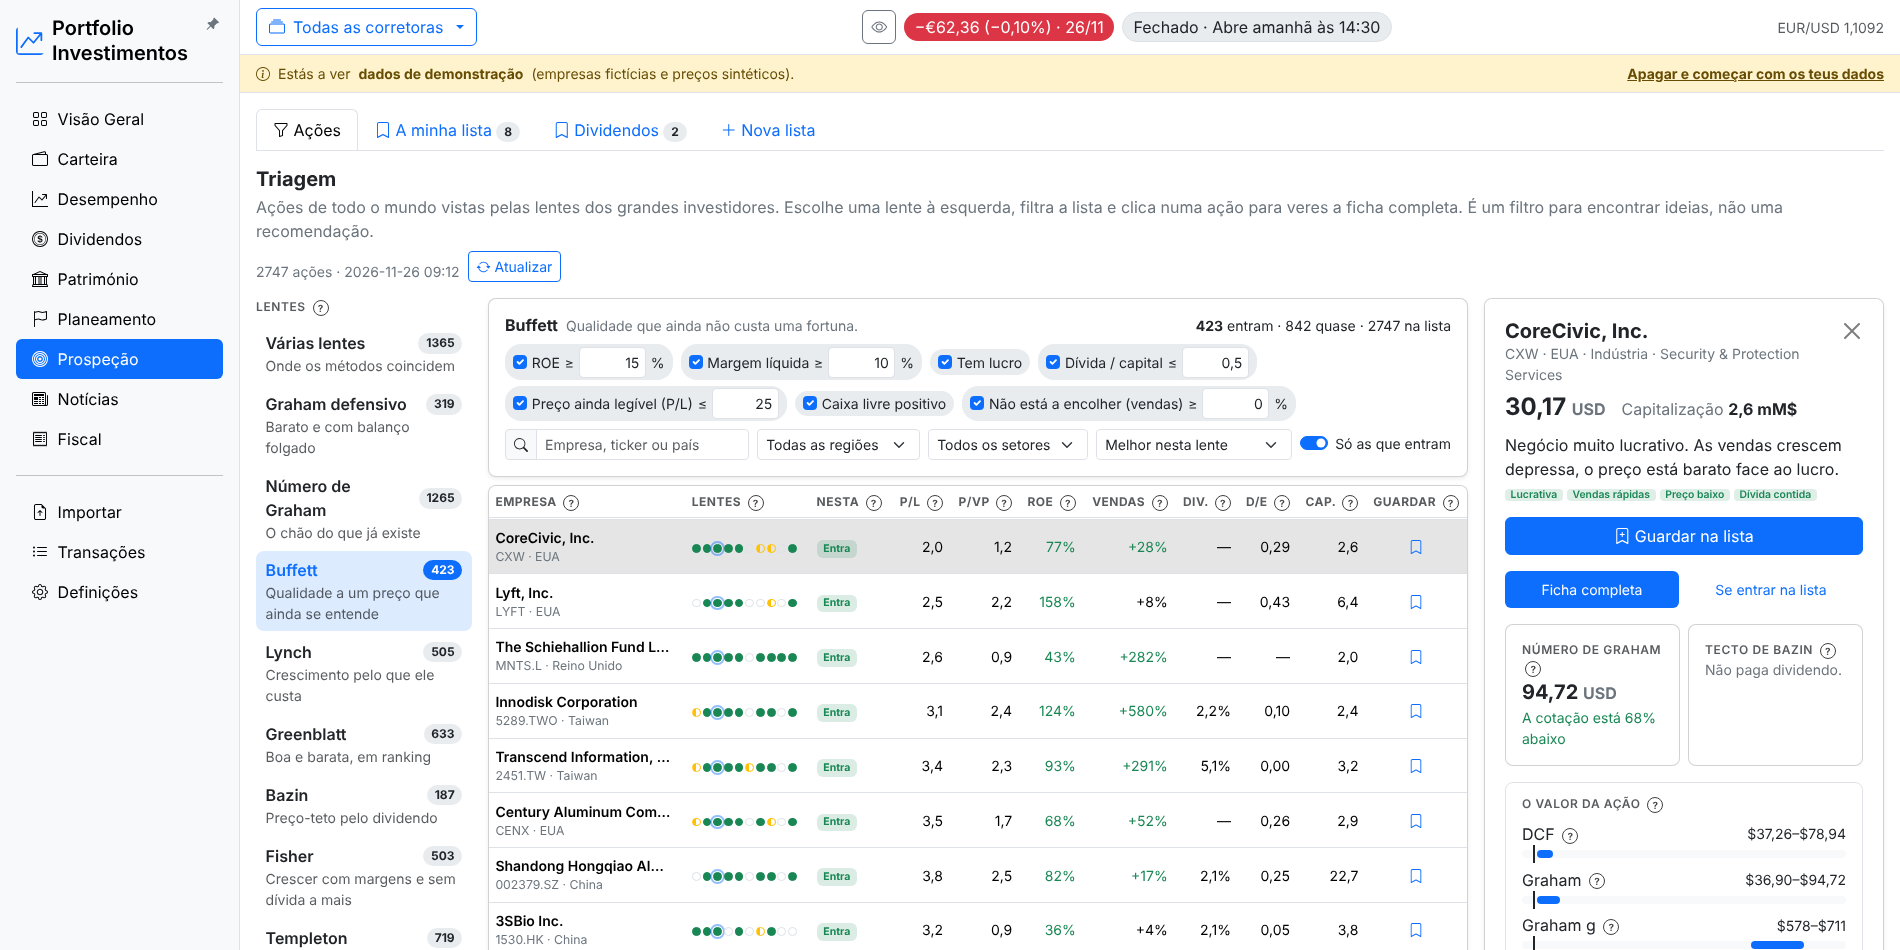 Portfolio
Investimentos
Visão Geral
Carteira
Desempenho
Dividendos
Património
Planeamento
Prospeção
Notícias
Fiscal
Importar
Transações
Definições
Todas as corretoras
−€62,36 (−0,10%) · 26/11
Fechado · Abre amanhã às 14:30
EUR/USD 1,1092
Estás a ver dados de demonstração (empresas fictícias e preços sintéticos).
Apagar e começar com os teus dados
Ações
A minha lista 8
Dividendos 2
Nova lista
Triagem
Ações de todo o mundo vistas pelas lentes dos grandes investidores. Escolhe uma lente à esquerda, filtra a lista e clica numa ação para veres a ficha completa. É um filtro para encontrar ideias, não uma
recomendação.
2747 ações · 2026-11-26 09:12
Atualizar
LENTES ?
Várias lentes 1365
Onde os métodos coincidem
Graham defensivo 319
Barato e com balanço
folgado
Número de
Graham 1265
O chão do que já existe
Buffett 423
Qualidade a um preço que
ainda se entende
Lynch 505
Crescimento pelo que ele
custa
Greenblatt 633
Boa e barata, em ranking
Bazin 187
Preço-teto pelo dividendo
Fisher 503
Crescer com margens e sem
dívida a mais
Templeton 719
Buffett Qualidade que ainda não custa uma fortuna.
423 entram · 842 quase · 2747 na lista
ROE ≥ 15 %
Margem líquida ≥ 10 %
Tem lucro
Dívida / capital ≤ 0,5
Preço ainda legível (P/L) ≤ 25
Caixa livre positivo
Não está a encolher (vendas) ≥ 0 %
Empresa, ticker ou país
Todas as regiões
Todos os setores
Melhor nesta lente
Só as que entram
EMPRESA ? LENTES ? NESTA ? P/L ? P/VP ? ROE ? VENDAS ? DIV. ? D/E ? CAP. ? GUARDAR ?
CoreCivic, Inc.
CXW · EUA
Entra 2,0 1,2 77% +28% — 0,29 2,6
Lyft, Inc.
LYFT · EUA
Entra 2,5 2,2 158% +8% — 0,43 6,4
The Schiehallion Fund L...
MNTS.L · Reino Unido
Entra 2,6 0,9 43% +282% — — 2,0
Innodisk Corporation
5289.TWO · Taiwan
Entra 3,1 2,4 124% +580% 2,2% 0,10 2,4
Transcend Information, ...
2451.TW · Taiwan
Entra 3,4 2,3 93% +291% 5,1% 0,00 3,2
Century Aluminum Com...
CENX · EUA
Entra 3,5 1,7 68% +52% — 0,26 2,9
Shandong Hongqiao Al...
002379.SZ · China
Entra 3,8 2,5 82% +17% 2,1% 0,25 22,7
3SBio Inc.
1530.HK · China
Entra 3,2 0,9 36% +4% 2,1% 0,05 3,8
CoreCivic, Inc.
CXW · EUA · Indústria · Security & Protection
Services
30,17 USD Capitalização 2,6 mM$
Negócio muito lucrativo. As vendas crescem
depressa, o preço está barato face ao lucro.
Lucrativa Vendas rápidas Preço baixo Dívida contida
Guardar na lista
Ficha completa
Se entrar na lista
NÚMERO DE GRAHAM
?
94,72 USD
A cotação está 68%
abaixo
TECTO DE BAZIN ?
Não paga dividendo.
O VALOR DA AÇÃO ?
DCF ? $37,26–$78,94
Graham ? $36,90–$94,72
Graham g ? $578–$711